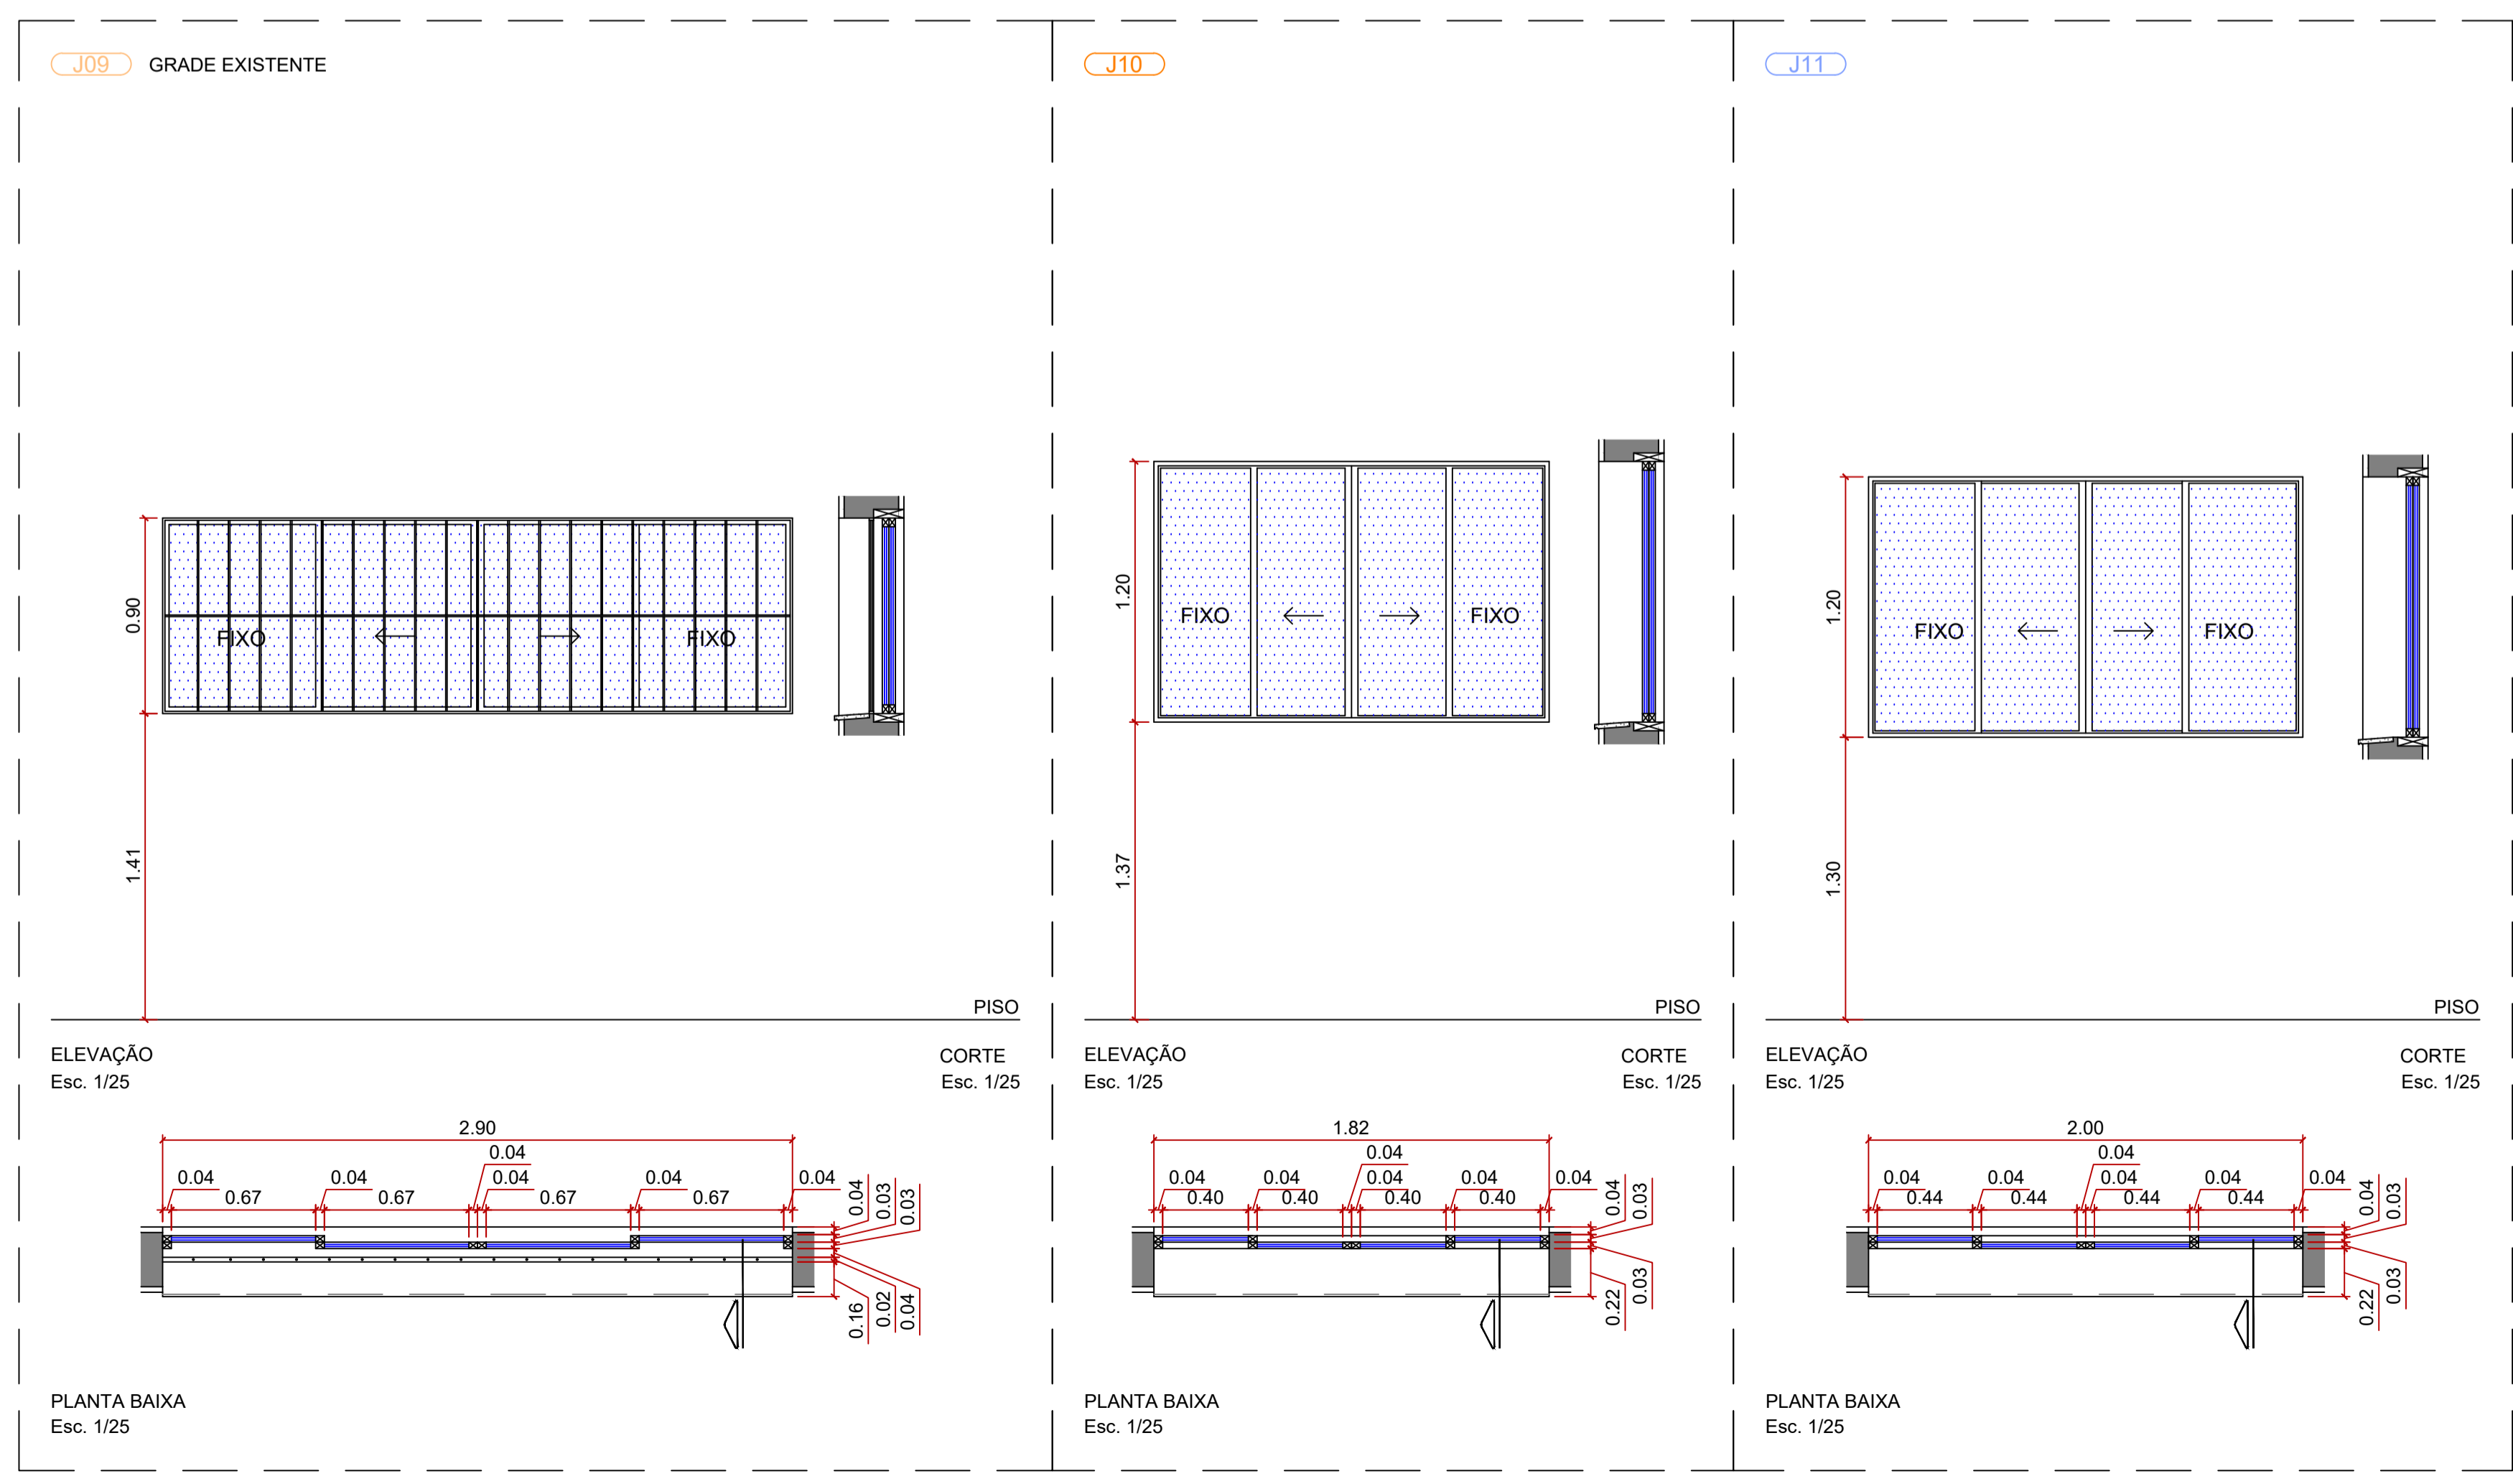 J09 GRADE EXISTENTE
0.90
1.41
FIXO
FIXO
PISO
ELEVAÇÃO
Esc. 1/25
CORTE
Esc. 1/25
2.90
0.04
0.04
0.04
0.04
0.04
0.04
0.67
0.67
0.67
0.67
0.04
0.03
0.03
0.16
0.02
0.04
PLANTA BAIXA
Esc. 1/25
J10
1.20
1.37
FIXO
FIXO
PISO
ELEVAÇÃO
Esc. 1/25
CORTE
Esc. 1/25
1.82
0.04
0.04
0.04
0.04
0.04
0.04
0.40
0.40
0.40
0.40
0.04
0.03
0.22
0.03
PLANTA BAIXA
Esc. 1/25
J11
1.20
1.30
FIXO
FIXO
PISO
ELEVAÇÃO
Esc. 1/25
CORTE
Esc. 1/25
2.00
0.04
0.04
0.04
0.04
0.04
0.04
0.44
0.44
0.44
0.44
0.04
0.03
0.22
0.03
PLANTA BAIXA
Esc. 1/25